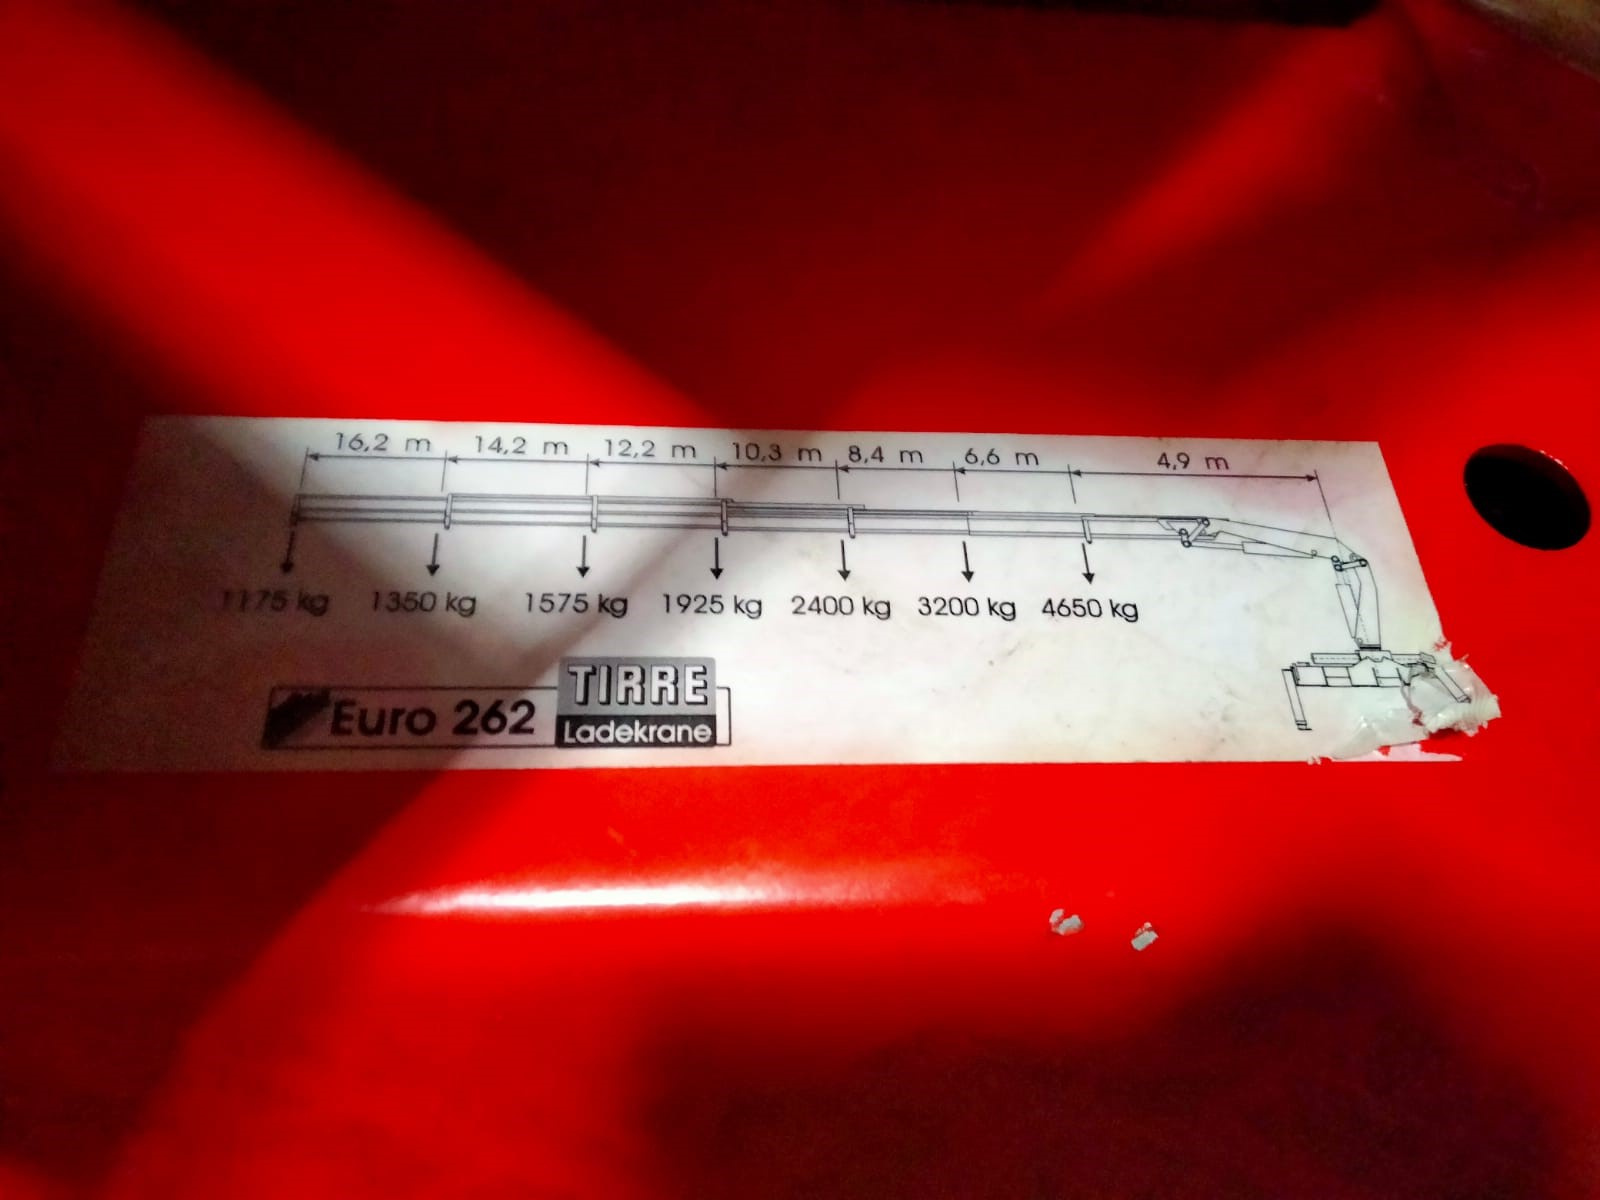 16,2 m 14,2 m 12,2 m 10,3 m 8,4 m 6,6 m 4,9 m
1175 kg 1350 kg 1575 kg 1925 kg 2400 kg 3200 kg 4650 kg
Euro 262
TIRRE
Ladekrane